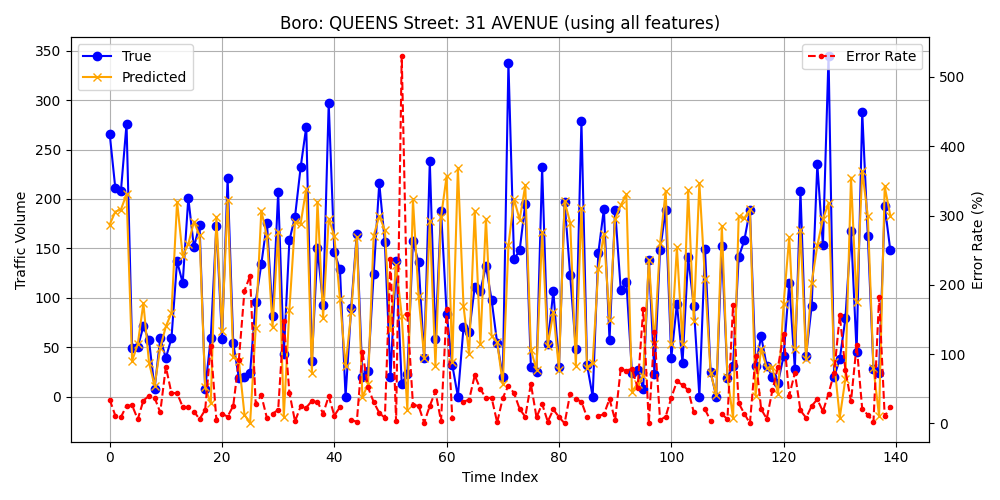 Boro: QUEENS Street: 31 AVENUE (using all features)
True
Predicted
Error Rate
Traffic Volume
350
300
250
200
150
100
50
0
500
400
300
200
100
0
Error Rate (%)
0 20 40 60 80 100 120 140
Time Index